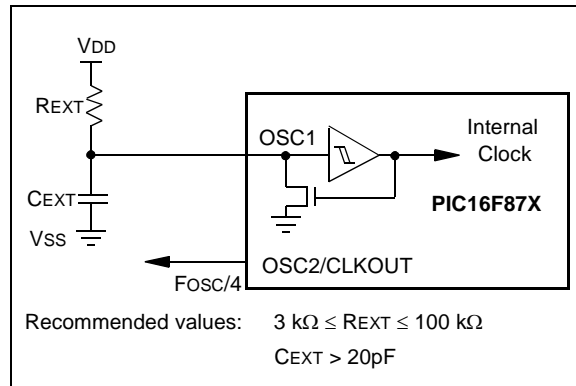 VDD
REXT
OSC1
Internal
Clock
CEXT
PIC16F87X
VSS
OSC2/CLKOUT
FOSC/4
Recommended values: 3 kΩ ≤ REXT ≤ 100 kΩ
CEXT > 20pF